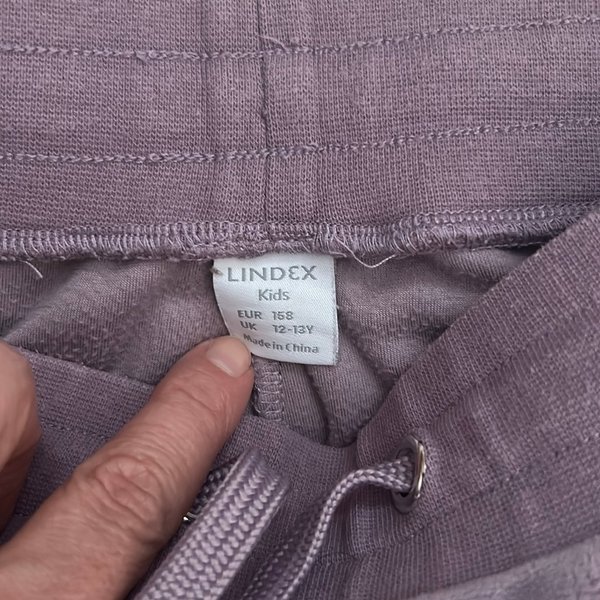 LINDEX
Kids
EUR 158
UK 12-13Y
Made in China